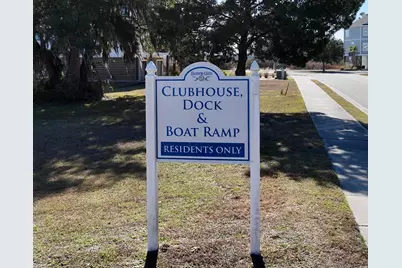 CLUBHOUSE,
DOCK
&
BOAT RAMP
RESIDENTS ONLY